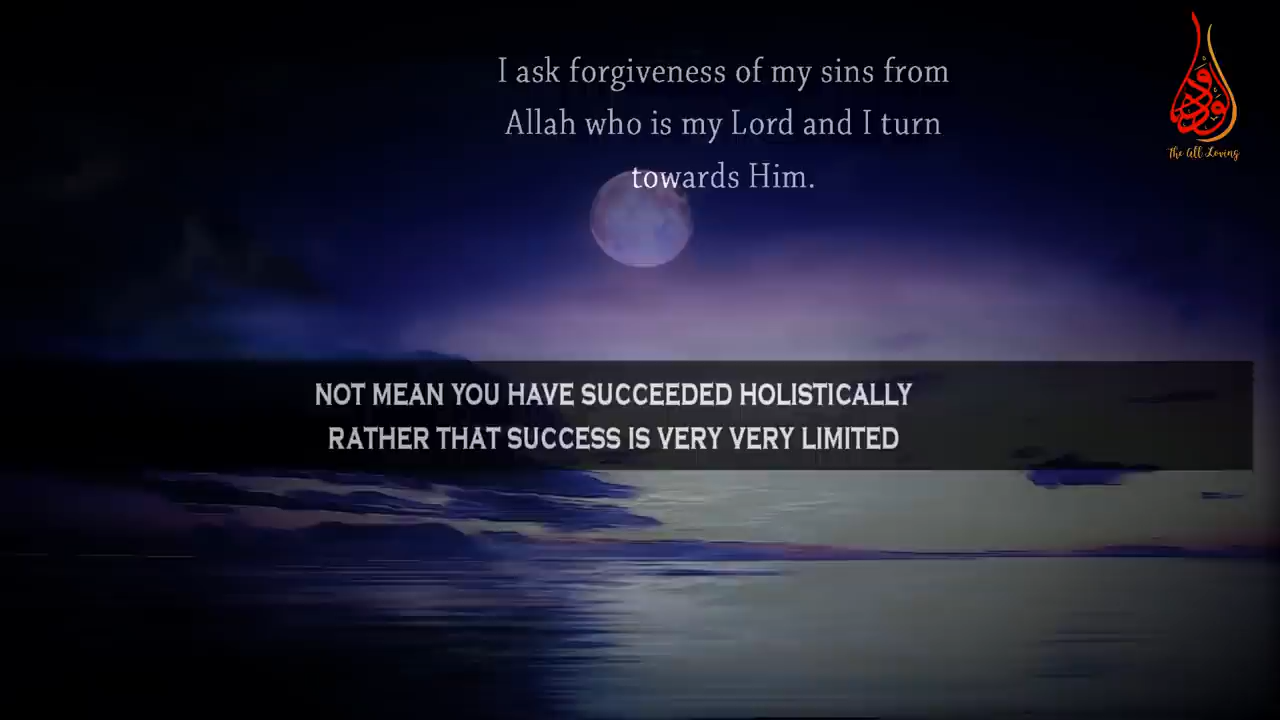 I ask forgiveness of my sins from
Allah who is my Lord and I turn
towards Him.
الودود
The All Loving
NOT MEAN YOU HAVE SUCCEEDED HOLISTICALLY
RATHER THAT SUCCESS IS VERY VERY LIMITED